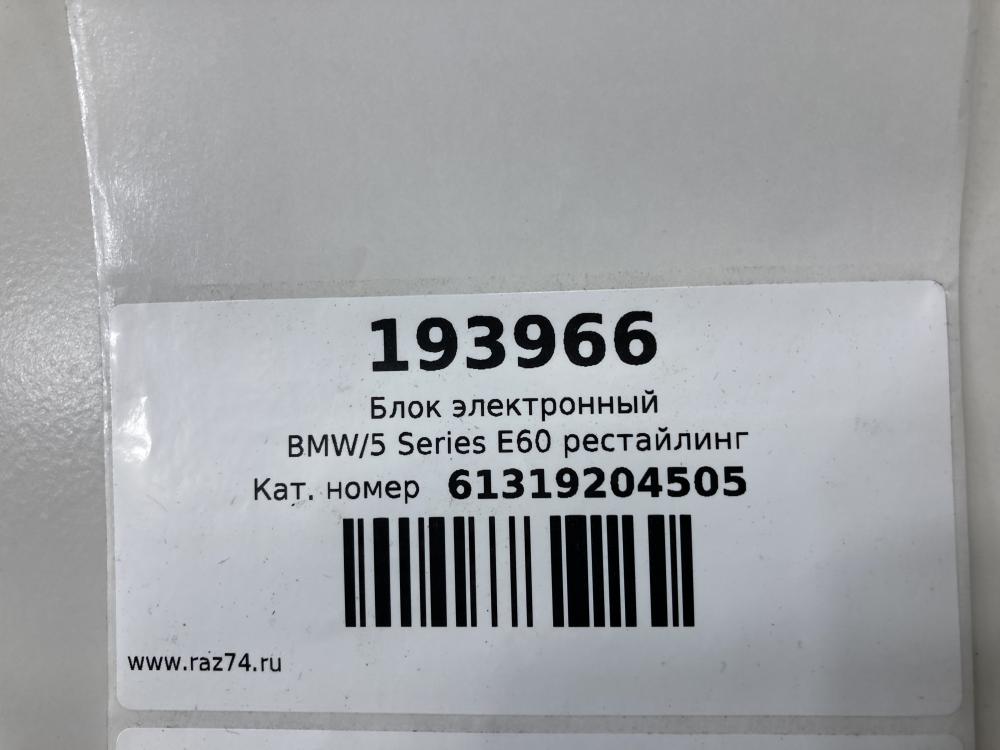 193966
Блок электронный
BMW/5 Series E60 рестайлинг
Кат. номер 61319204505
www.raz74.ru